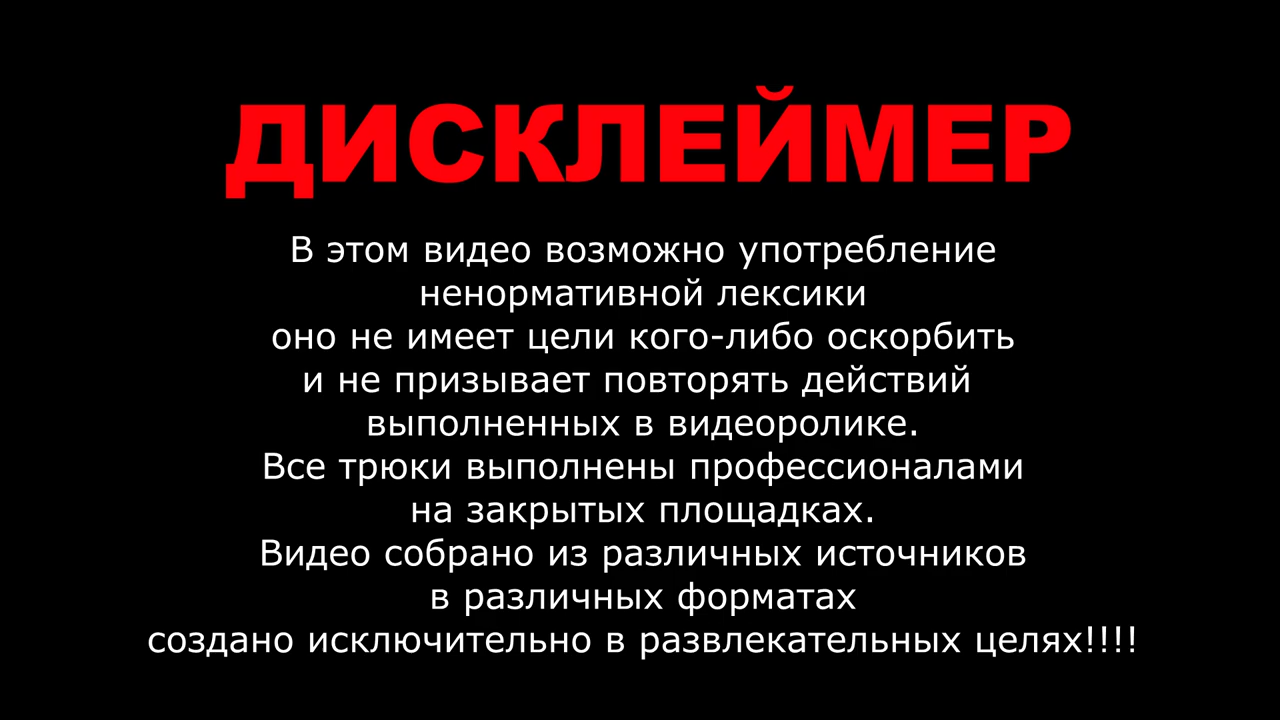 ДИСКЛЕЙМЕР
В этом видео возможно употребление
ненормативной лексики
оно не имеет цели кого-либо оскорбить
и не призывает повторять действий
выполненных в видеоролике.
Все трюки выполнены профессионалами
на закрытых площадках.
Видео собрано из различных источников
в различных форматах
создано исключительно в развлекательных целях!!!!